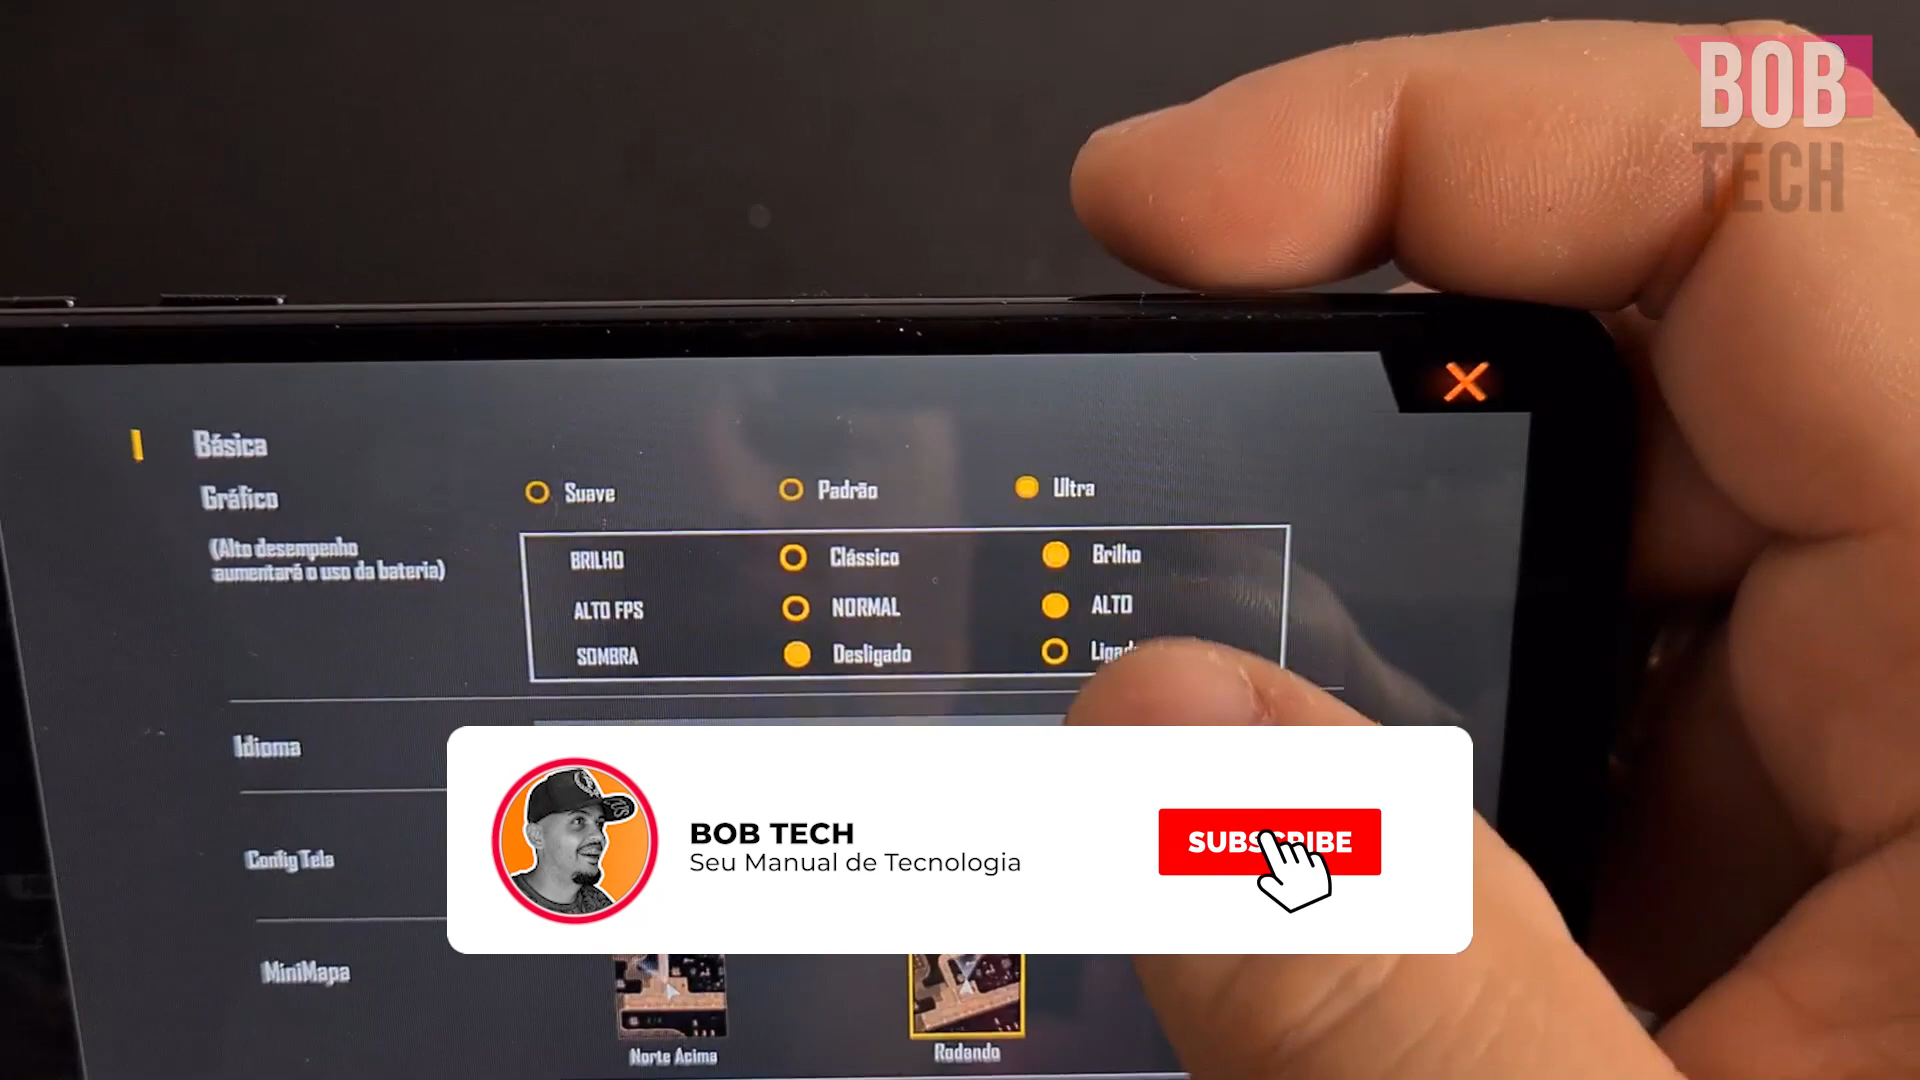 BOB
TECH
Básica
Gráfico
Suave
Padrão
Ultra
(Alto desempenho
aumentará o uso da bateria)
BRILHO
Clássico
Brilho
ALTO FPS
NORMAL
ALTO
SOMBRA
Desligado
Idioma
BOB TECH
Seu Manual de Tecnologia
SUBSCRIBE
Config Tela
MiniMapa
Norte Acima
Rodando